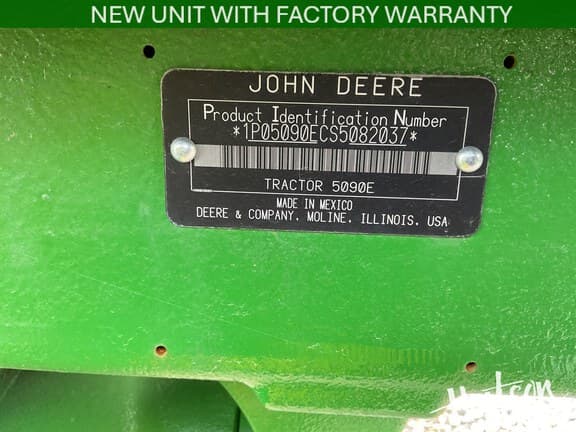 NEW UNIT WITH FACTORY WARRANTY
JOHN DEERE
Product Identification Number
*1P05090ECS5082037*
TRACTOR 5090E
MADE IN MEXICO
DEERE & COMPANY. MOLINE. ILLINOIS. USA
Hutson